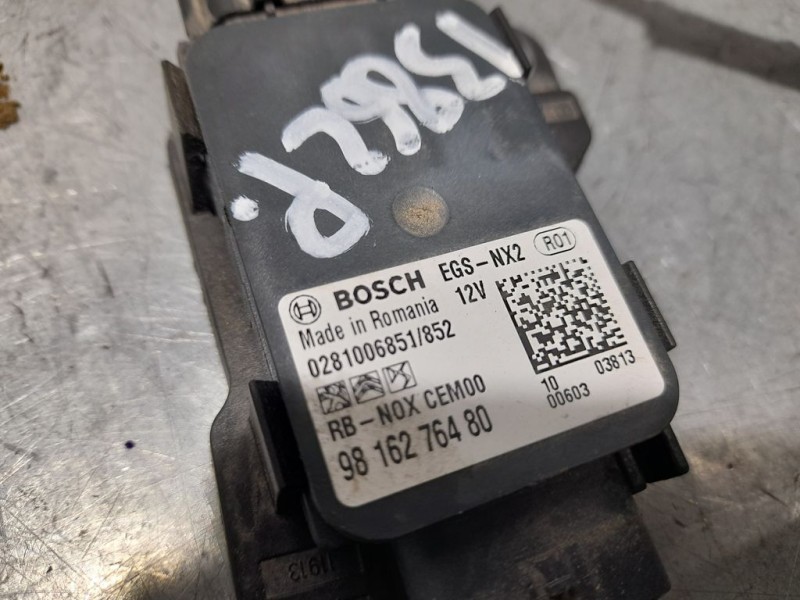 BOSCH EGS-NX2 R01
Made in Romania 12V
0281006851/852
RB-NOX CEM00
98 162 764 80
10 03813
00603